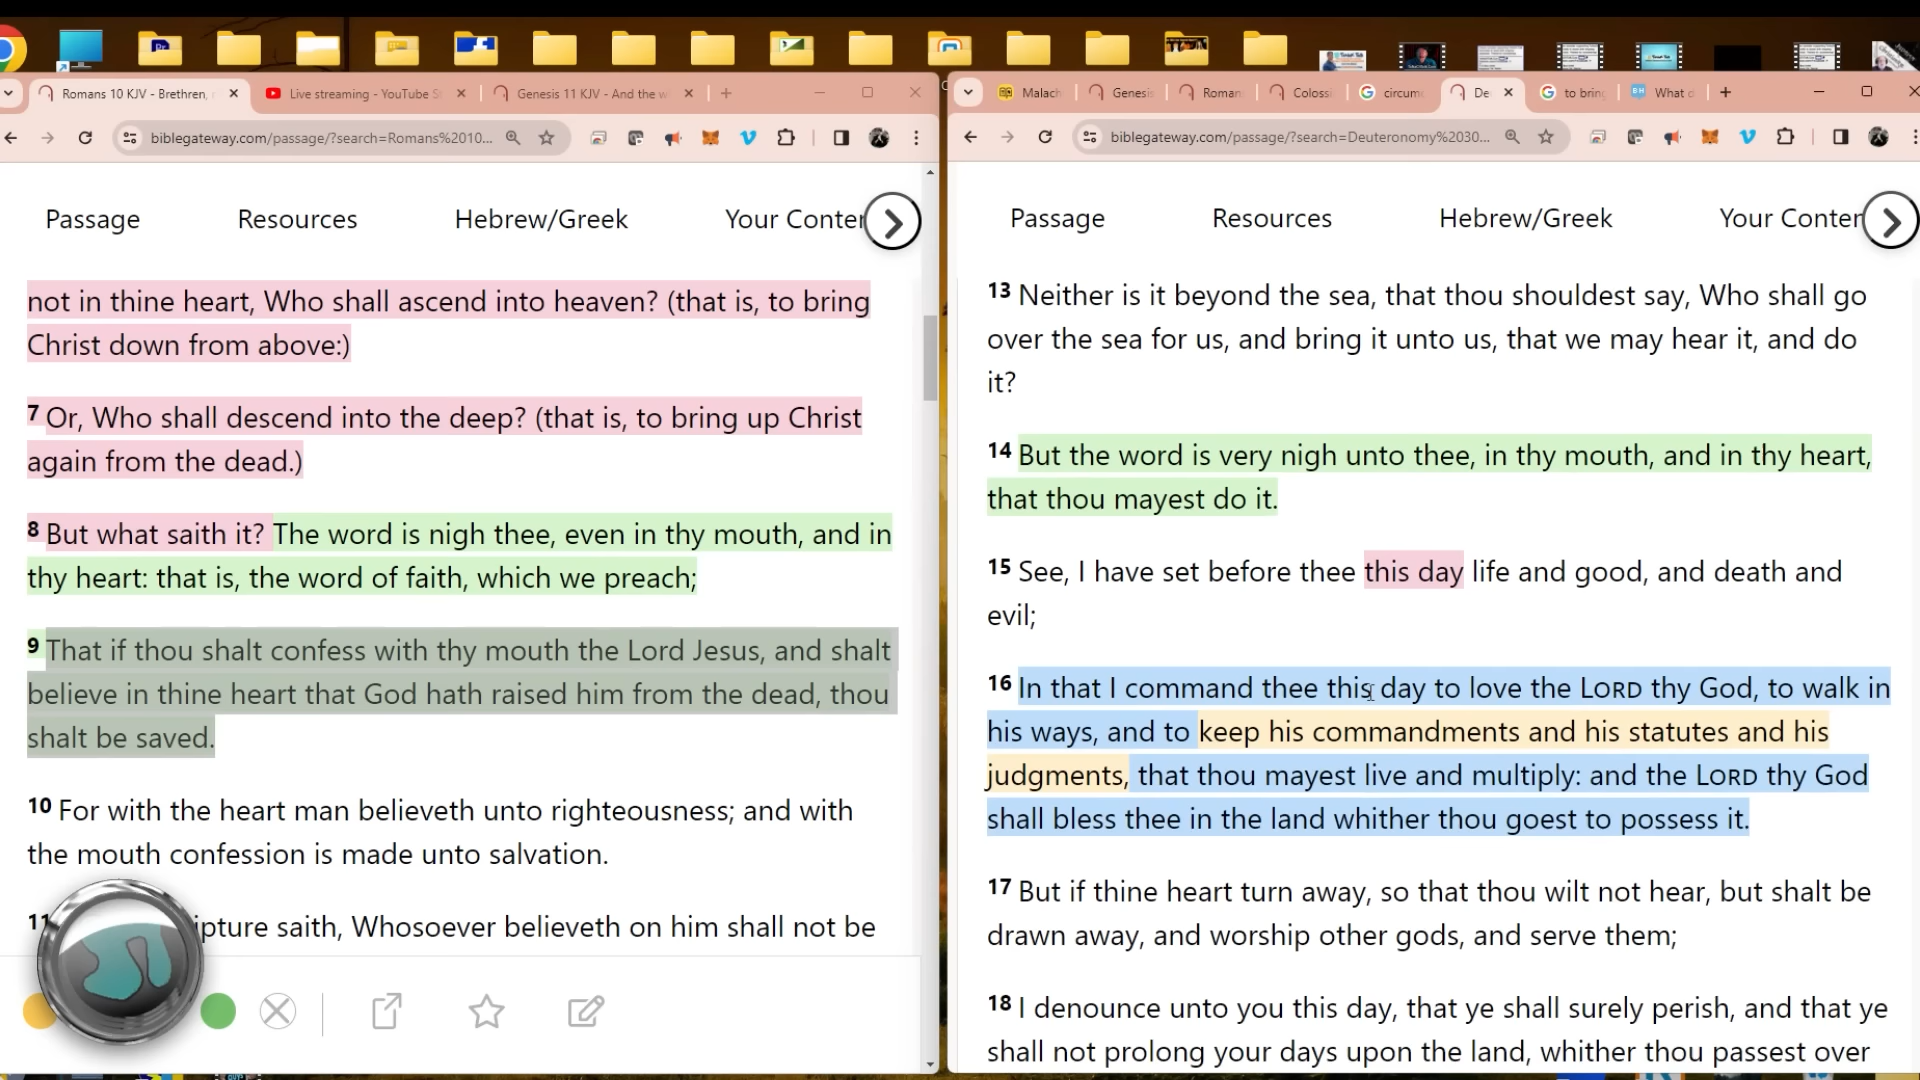 Romans 10 KJV - Brethren,
Live streaming - YouTube S
Genesis 11 KJV - And the w
biblegateway.com/passage/?search=Romans%2010...
Passage Resources Hebrew/Greek Your Conter
not in thine heart, Who shall ascend into heaven? (that is, to bring
Christ down from above:)
7 Or, Who shall descend into the deep? (that is, to bring up Christ
again from the dead.)
8 But what saith it? The word is nigh thee, even in thy mouth, and in
thy heart: that is, the word of faith, which we preach;
9 That if thou shalt confess with thy mouth the Lord Jesus, and shalt
believe in thine heart that God hath raised him from the dead, thou
shalt be saved.
10 For with the heart man believeth unto righteousness; and with
the mouth confession is made unto salvation.
11 ipture saith, Whosoever believeth on him shall not be
Malach
Genesis
Roman
Colossi
circum
De
to bring
What
biblegateway.com/passage/?search=Deuteronomy%2030...
Passage Resources Hebrew/Greek Your Conter
13 Neither is it beyond the sea, that thou shouldest say, Who shall go
over the sea for us, and bring it unto us, that we may hear it, and do
it?
14 But the word is very nigh unto thee, in thy mouth, and in thy heart,
that thou mayest do it.
15 See, I have set before thee this day life and good, and death and
evil;
16 In that I command thee this day to love the LORD thy God, to walk in
his ways, and to keep his commandments and his statutes and his
judgments, that thou mayest live and multiply: and the LORD thy God
shall bless thee in the land whither thou goest to possess it.
17 But if thine heart turn away, so that thou wilt not hear, but shalt be
drawn away, and worship other gods, and serve them;
18 I denounce unto you this day, that ye shall surely perish, and that ye
shall not prolong your days upon the land, whither thou passest over